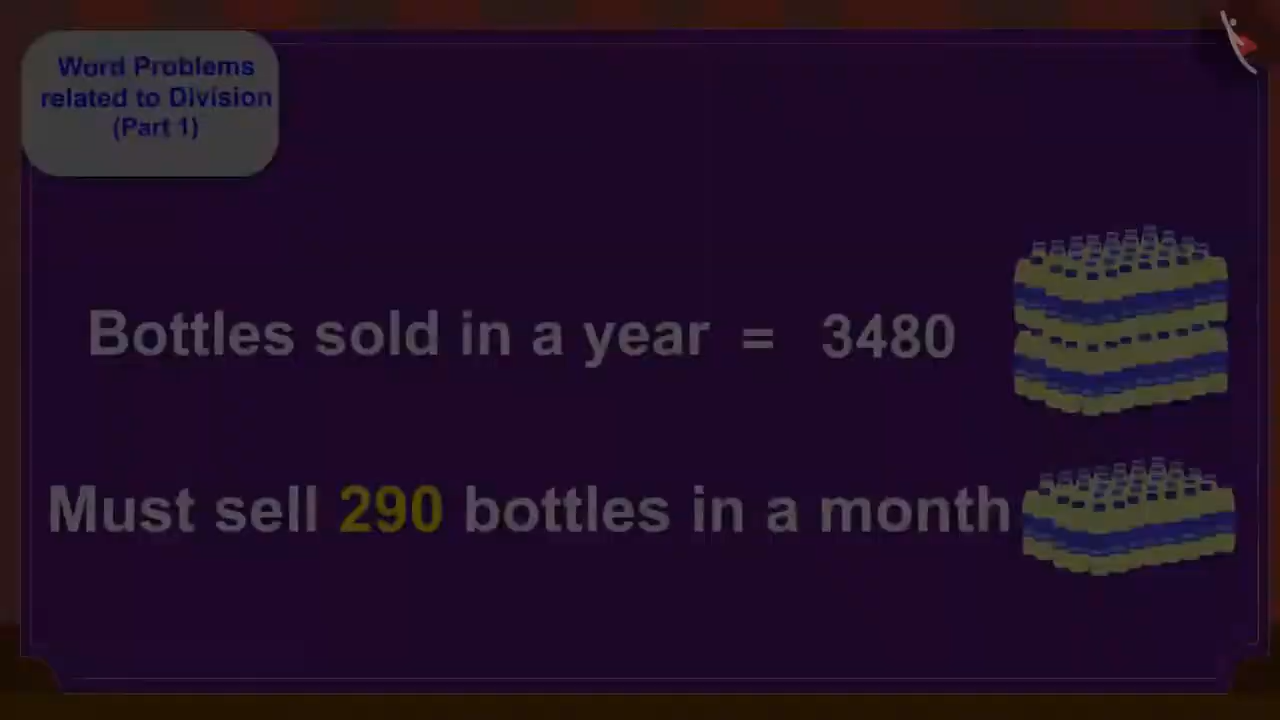 Word Problems
related to Division
(Part 1)
Bottles sold in a year = 3480
Must sell 290 bottles in a month